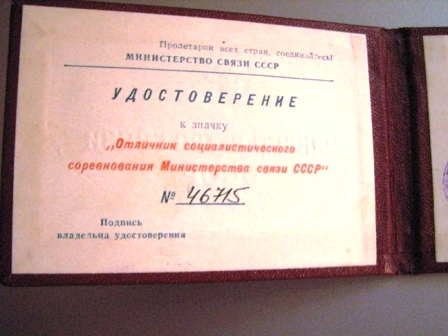 Пролетарии всех стран, соединяйтесь!
МИНИСТЕРСТВО СВЯЗИ СССР
УДОСТОВЕРЕНИЕ
к значку
„Отличник социалистического
соревнования Министерства связи СССР“
№ 46715
Подпись
владельца удостоверения